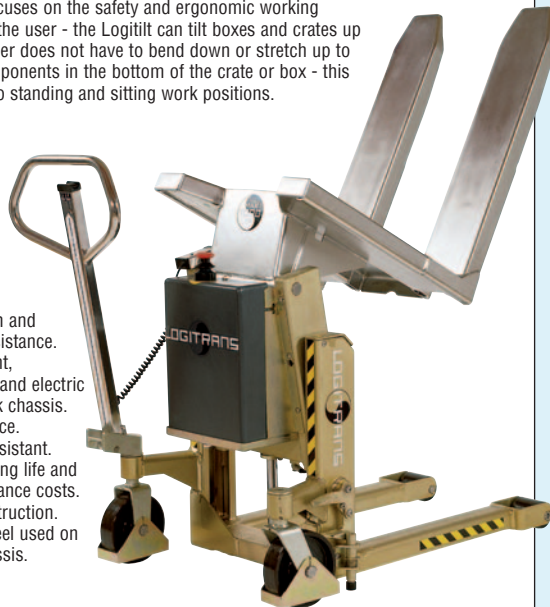 cuses on the safety and ergonomic working
the user - the Logitilt can tilt boxes and crates up
er does not have to bend down or stretch up to
ponents in the bottom of the crate or box - this
o standing and sitting work positions.
n and
sistance.
nt,
and electric
k chassis.
ce.
sistant.
ng life and
ance costs.
truction.
eel used on
ssis.
LOGITRANS
LOGITRANS